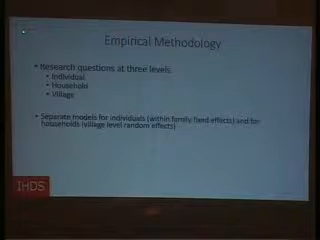 Empirical Methodology
• Research questions at three levels:
• Individual
• Household
• Village
• Separate models for individuals (within family fixed effects) and for
households (village level random effects)
IHDS